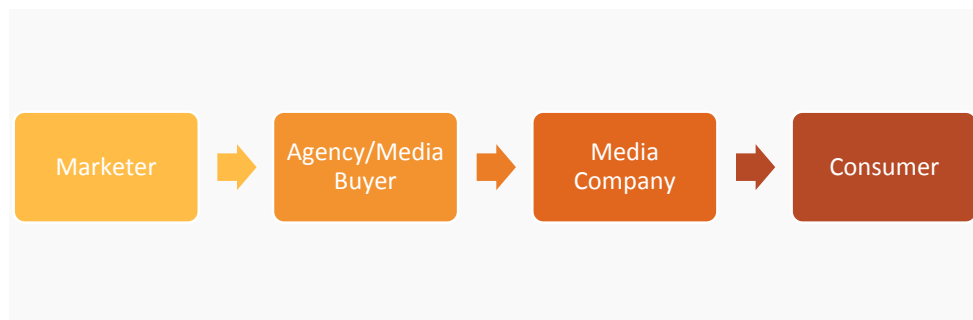 Marketer
Agency/Media
Buyer
Media
Company
Consumer